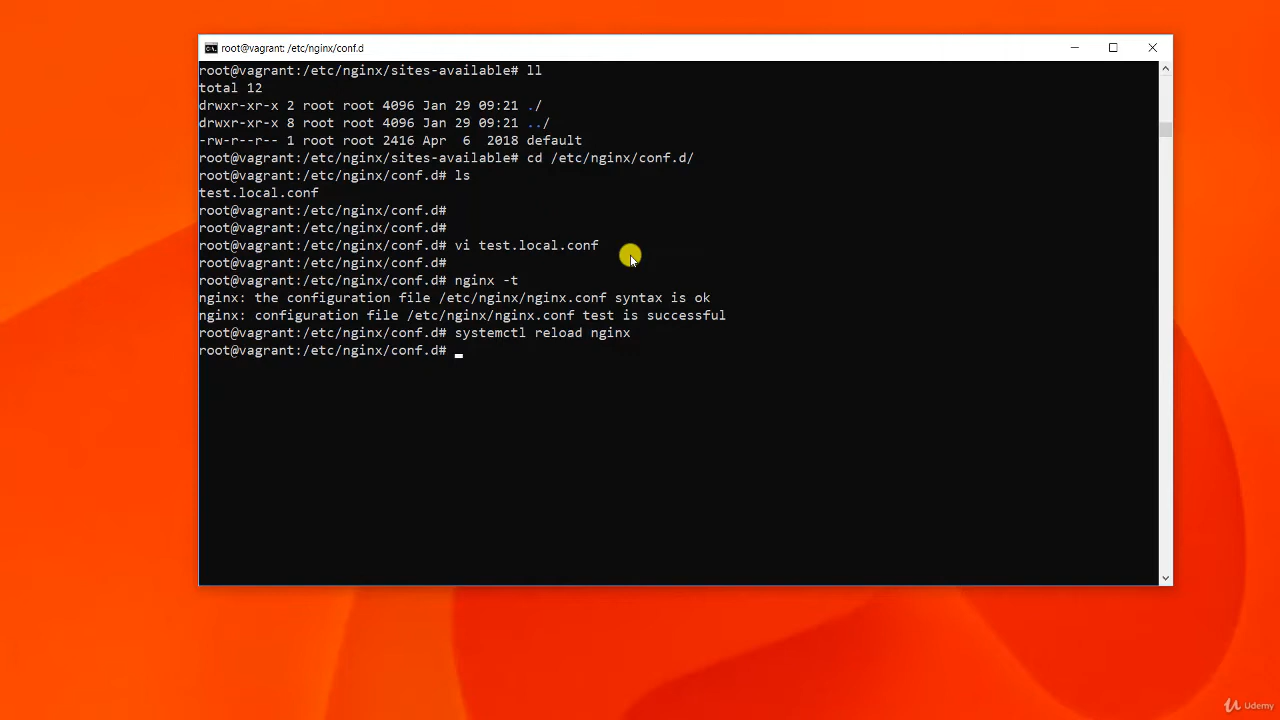 root@vagrant: /etc/nginx/conf.d
root@vagrant:/etc/nginx/sites-available# ll
total 12
drwxr-xr-x 2 root root 4096 Jan 29 09:21 ./
drwxr-xr-x 8 root root 4096 Jan 29 09:21 ../
-rw-r--r-- 1 root root 2416 Apr  6  2018 default
root@vagrant:/etc/nginx/sites-available# cd /etc/nginx/conf.d/
root@vagrant:/etc/nginx/conf.d# ls
test.local.conf
root@vagrant:/etc/nginx/conf.d#
root@vagrant:/etc/nginx/conf.d#
root@vagrant:/etc/nginx/conf.d# vi test.local.conf
root@vagrant:/etc/nginx/conf.d#
root@vagrant:/etc/nginx/conf.d# nginx -t
nginx: the configuration file /etc/nginx/nginx.conf syntax is ok
nginx: configuration file /etc/nginx/nginx.conf test is successful
root@vagrant:/etc/nginx/conf.d# systemctl reload nginx
root@vagrant:/etc/nginx/conf.d#
Udemy